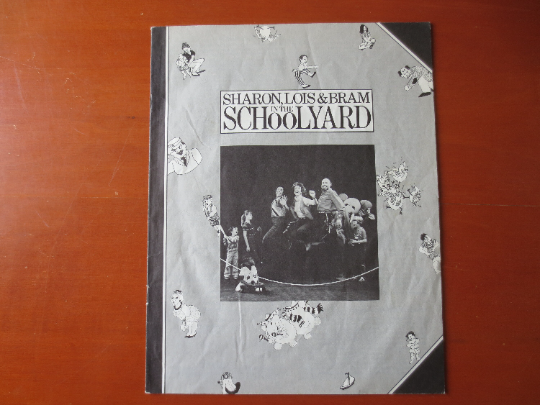 SHARON, LOIS & BRAM
IN THE
SCHOOLYARD